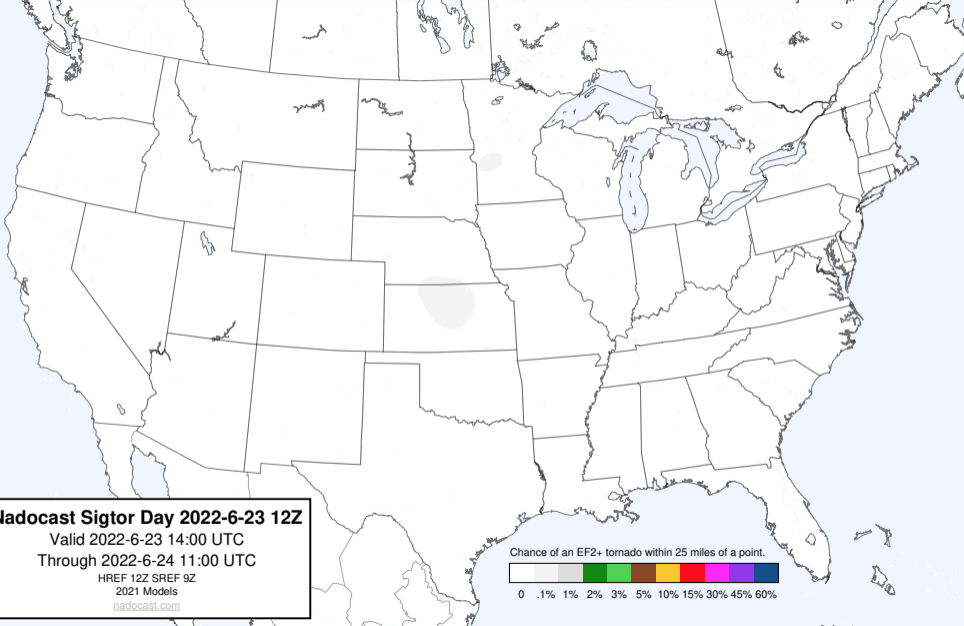 Nadocast Sigtor Day 2022-6-23 12Z
Valid 2022-6-23 14:00 UTC
Through 2022-6-24 11:00 UTC
HREF 12Z SREF 9Z
2021 Models
nadocast.com
Chance of an EF2+ tornado within 25 miles of a point.
0 .1% 1% 2% 3% 5% 10% 15% 30% 45% 60%